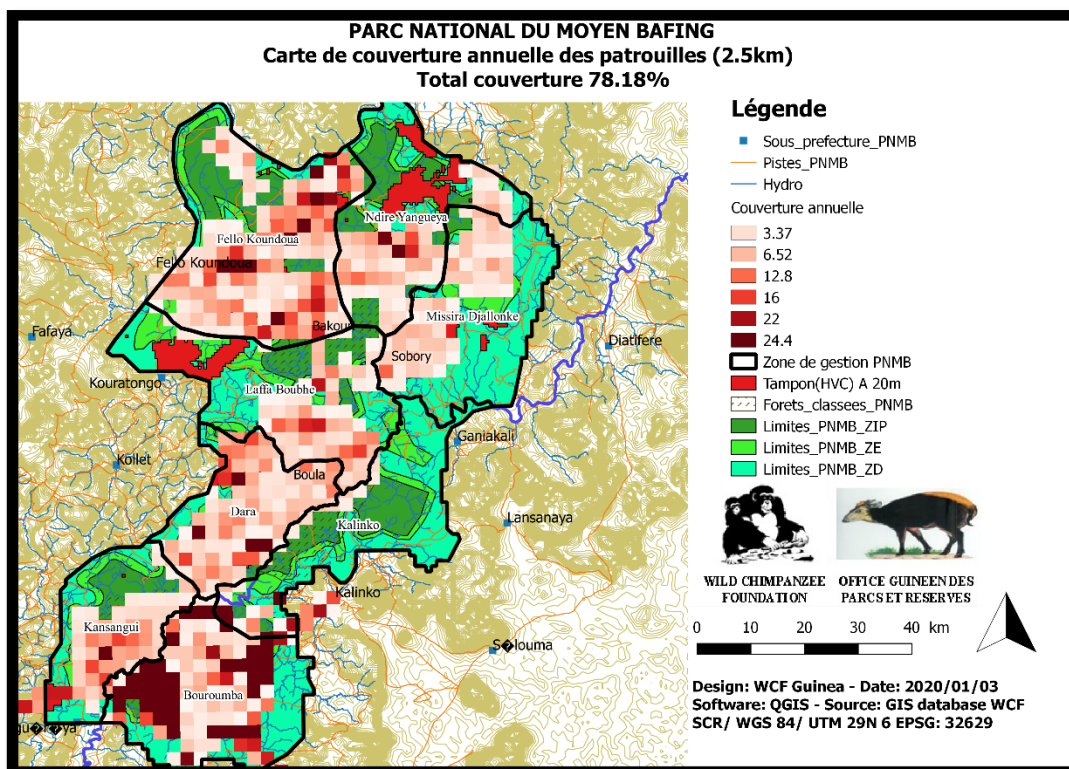 PARC NATIONAL DU MOYEN BAFING
Carte de couverture annuelle des patrouilles (2.5km)
Total couverture 78.18%
Ndire Yangueya
Fello Koundoua
Fello Koundoua
Missira Djallonke
Bakoun
Fafaya
Sobory
Diatifere
Kouratongo
Laffa Boubhe
Ganiakali
Koïlet
Boula
Dara
Kalinko
Lansanaya
Kalinko
Kansangui
S�louma
Bouroumba
Légende
Sous_prefecture_PNMB
Pistes_PNMB
Hydro
Couverture annuelle
3.37
6.52
12.8
16
22
24.4
Zone de gestion PNMB
Tampon(HVC) A 20m
Forets_classees_PNMB
Limites_PNMB_ZIP
Limites_PNMB_ZE
Limites_PNMB_ZD
WILD CHIMPANZEE
FOUNDATION
OFFICE GUINEEN DES
PARCS ET RESERVES
0 10 20 30 40 km
Design: WCF Guinea - Date: 2020/01/03
Software: QGIS - Source: GIS database WCF
SCR/ WGS 84/ UTM 29N 6 EPSG: 32629